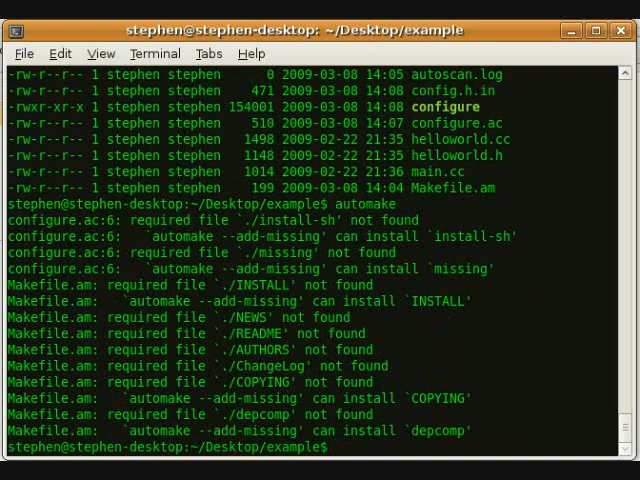 stephen@stephen-desktop: ~/Desktop/example
File Edit View Terminal Tabs Help
-rw-r--r-- 1 stephen stephen      0 2009-03-08 14:05 autoscan.log
-rw-r--r-- 1 stephen stephen    471 2009-03-08 14:08 config.h.in
-rwxr-xr-x 1 stephen stephen 154001 2009-03-08 14:08 configure
-rw-r--r-- 1 stephen stephen    510 2009-03-08 14:07 configure.ac
-rw-r--r-- 1 stephen stephen   1498 2009-02-22 21:35 helloworld.cc
-rw-r--r-- 1 stephen stephen   1148 2009-02-22 21:35 helloworld.h
-rw-r--r-- 1 stephen stephen   1014 2009-02-22 21:36 main.cc
-rw-r--r-- 1 stephen stephen    199 2009-03-08 14:04 Makefile.am
stephen@stephen-desktop:~/Desktop/example$ automake
configure.ac:6: required file `./install-sh' not found
configure.ac:6:   `automake --add-missing' can install `install-sh'
configure.ac:6: required file `./missing' not found
configure.ac:6:   `automake --add-missing' can install `missing'
Makefile.am: required file `./INSTALL' not found
Makefile.am:   `automake --add-missing' can install `INSTALL'
Makefile.am: required file `./NEWS' not found
Makefile.am: required file `./README' not found
Makefile.am: required file `./AUTHORS' not found
Makefile.am: required file `./ChangeLog' not found
Makefile.am: required file `./COPYING' not found
Makefile.am:   `automake --add-missing' can install `COPYING'
Makefile.am: required file `./depcomp' not found
Makefile.am:   `automake --add-missing' can install `depcomp'
stephen@stephen-desktop:~/Desktop/example$